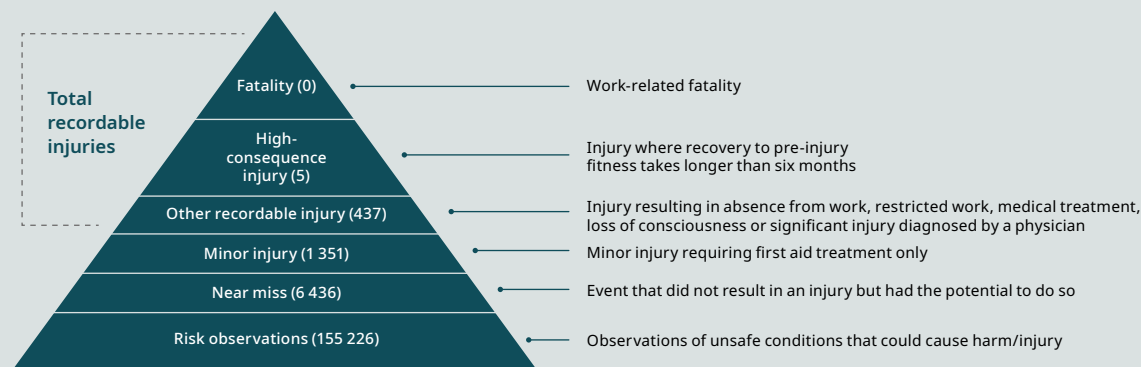 Total
recordable
injuries
Fatality (0)
Work-related fatality
High-
consequence
injury (5)
Injury where recovery to pre-injury
fitness takes longer than six months
Other recordable injury (437)
Injury resulting in absence from work, restricted work, medical treatment,
loss of consciousness or significant injury diagnosed by a physician
Minor injury (1 351)
Minor injury requiring first aid treatment only
Near miss (6 436)
Event that did not result in an injury but had the potential to do so
Risk observations (155 226)
Observations of unsafe conditions that could cause harm/injury